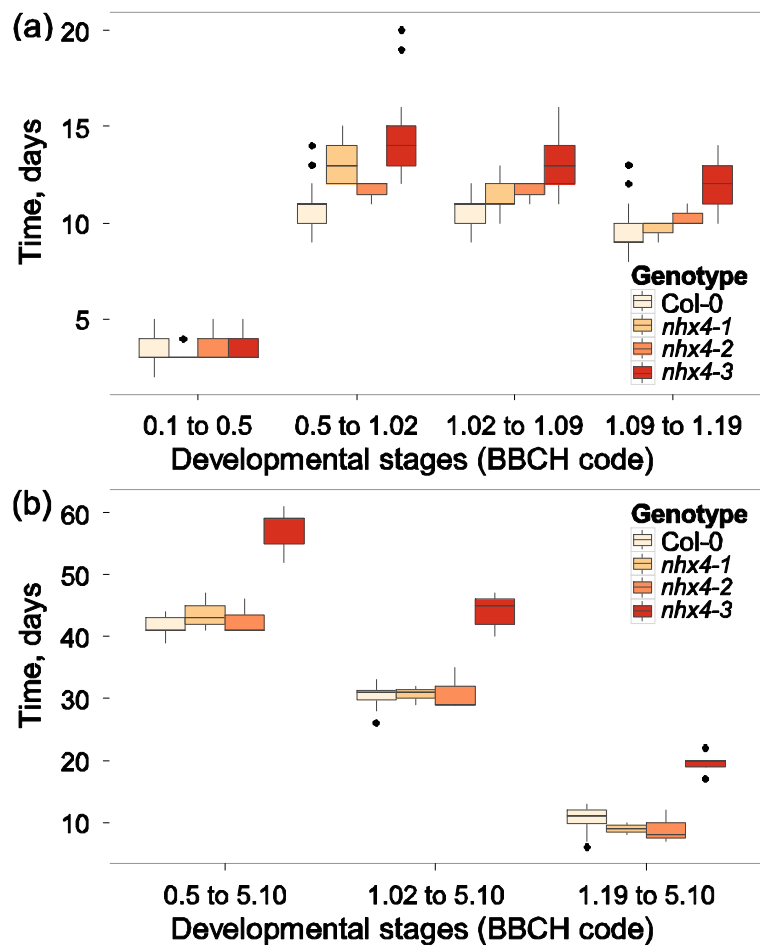 (a)
20
15
10
5
Time, days
Genotype
Col-0
nhx4-1
nhx4-2
nhx4-3
0.1 to 0.5 0.5 to 1.02 1.02 to 1.09 1.09 to 1.19
Developmental stages (BBCH code)
(b)
60
50
40
30
20
10
Time, days
Genotype
Col-0
nhx4-1
nhx4-2
nhx4-3
0.5 to 5.10 1.02 to 5.10 1.19 to 5.10
Developmental stages (BBCH code)